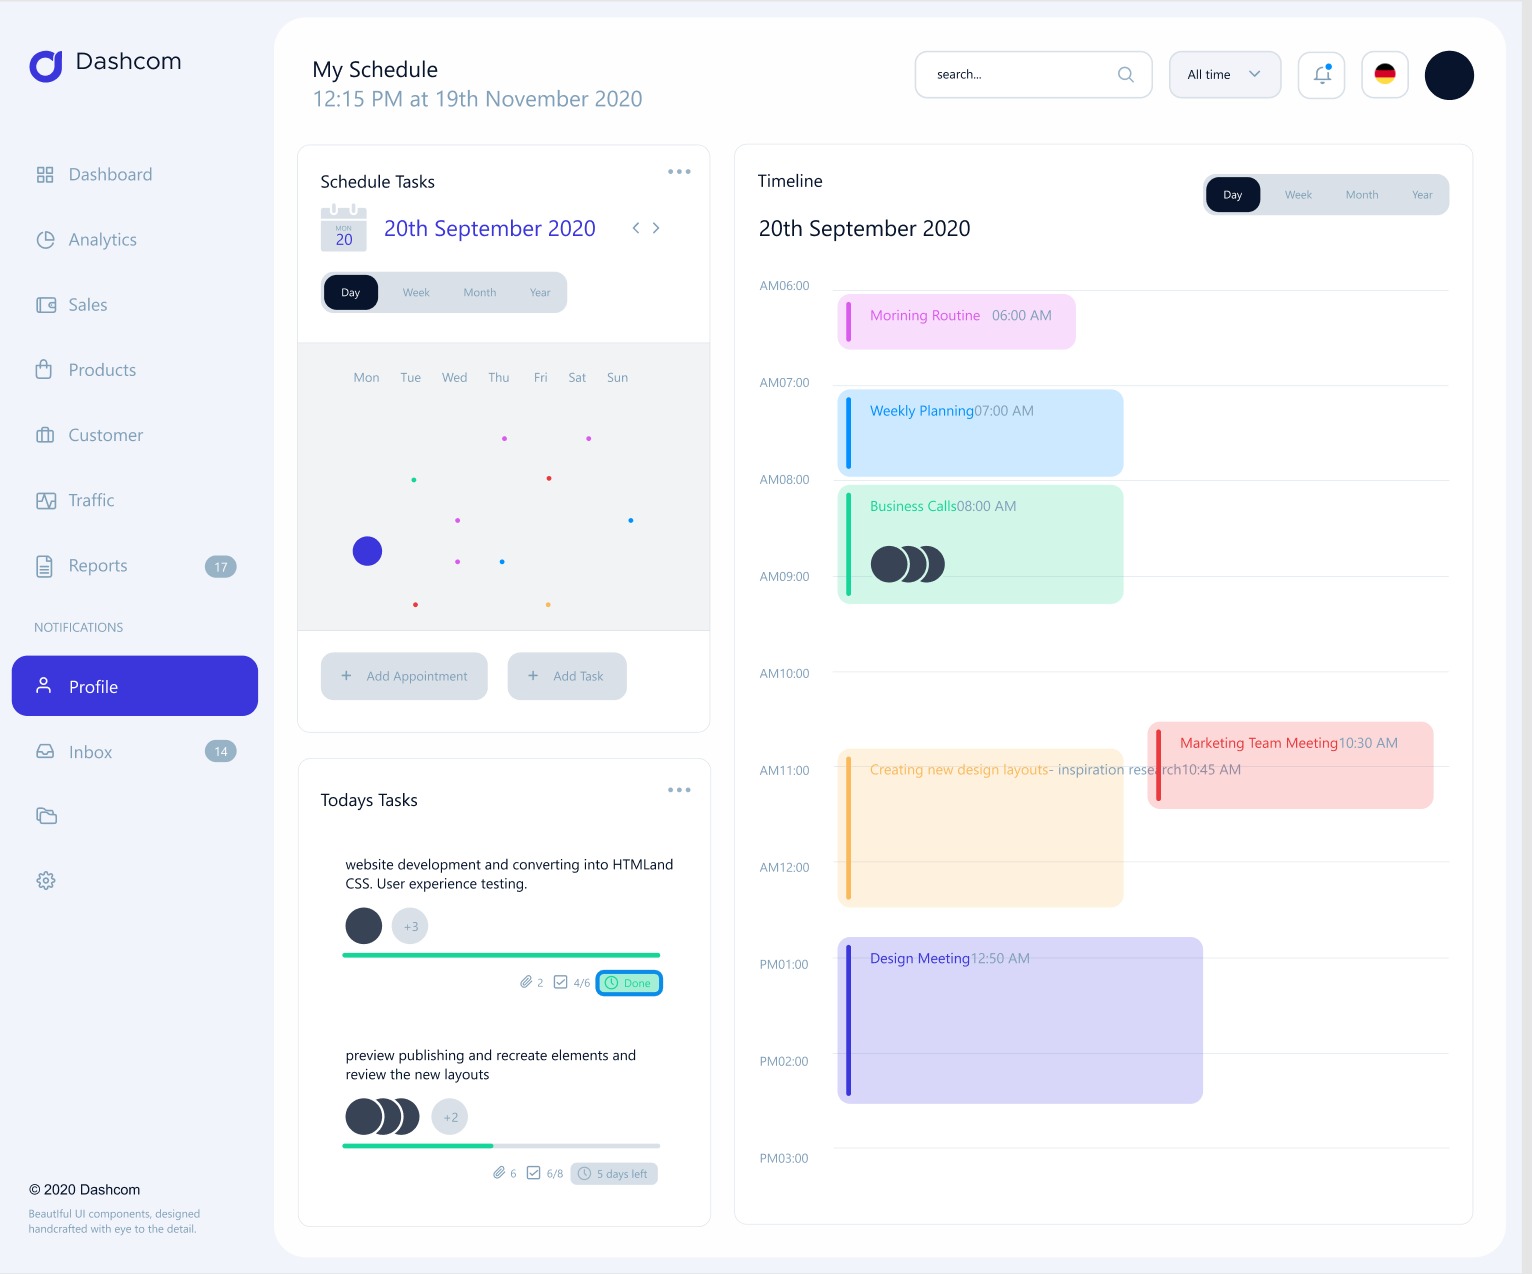 Dashcom
Dashboard
Analytics
Sales
Products
Customer
Traffic
Reports 17
NOTIFICATIONS
Profile
Inbox 14
© 2020 Dashcom
Beautiful UI components, designed
handcrafted with eye to the detail.
My Schedule
12:15 PM at 19th November 2020
search...
All time
Schedule Tasks
MON
20
20th September 2020
Day Week Month Year
Mon Tue Wed Thu Fri Sat Sun
+ Add Appointment + Add Task
Todays Tasks
website development and converting into HTMLand
CSS. User experience testing.
+3
2 4/6 Done
preview publishing and recreate elements and
review the new layouts
+2
6 6/8 5 days left
Timeline
Day Week Month Year
20th September 2020
AM06:00
Morining Routine 06:00 AM
AM07:00
Weekly Planning07:00 AM
AM08:00
Business Calls08:00 AM
AM09:00
AM10:00
Marketing Team Meeting10:30 AM
AM11:00
Creating new design layouts- inspiration research10:45 AM
AM12:00
PM01:00
Design Meeting12:50 AM
PM02:00
PM03:00